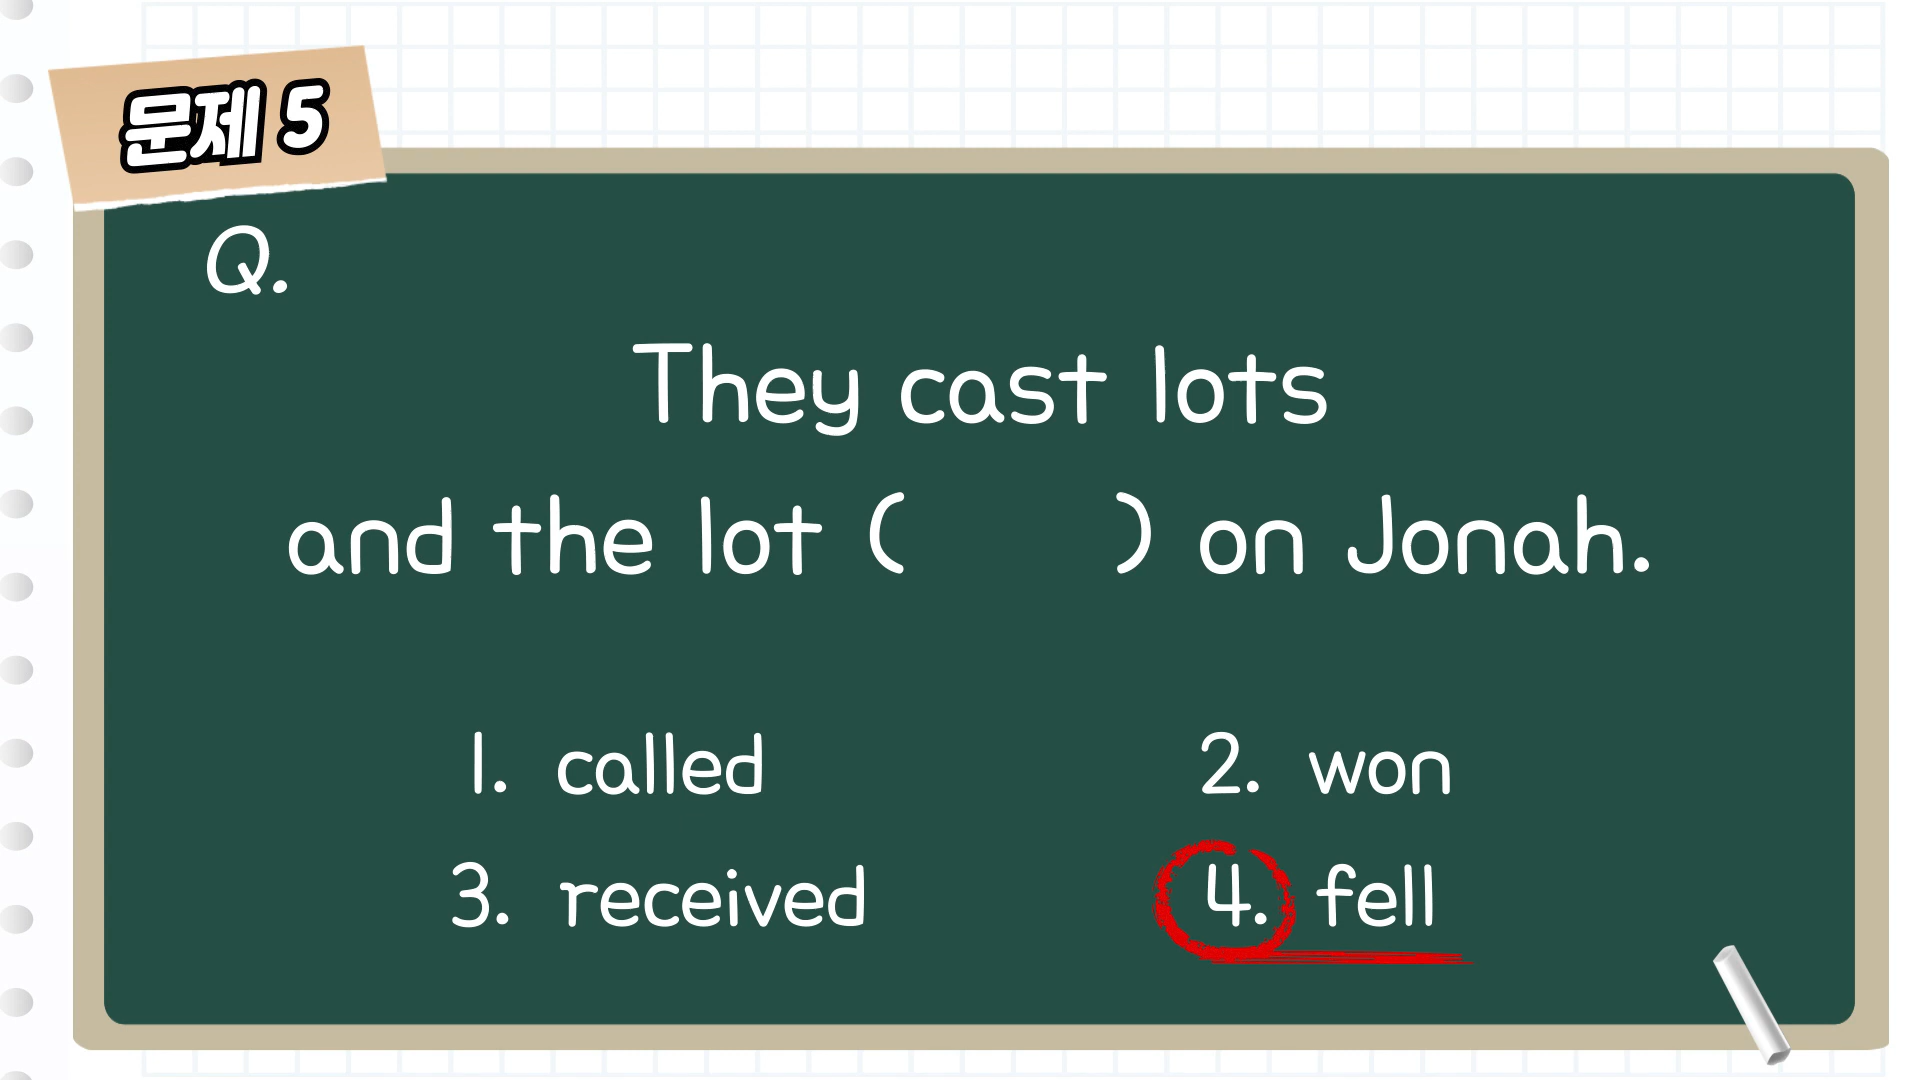 문제 5
Q.
They cast lots
and the lot ( ) on Jonah.
1. called
2. won
3. received
4. fell